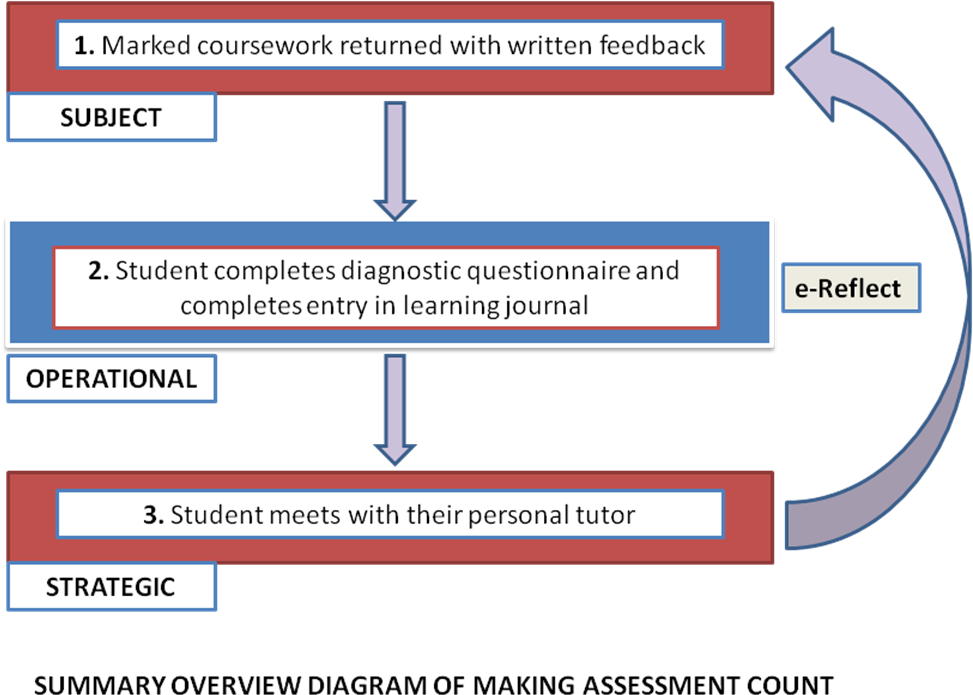 1. Marked coursework returned with written feedback
SUBJECT
2. Student completes diagnostic questionnaire and
completes entry in learning journal
e-Reflect
OPERATIONAL
3. Student meets with their personal tutor
STRATEGIC
SUMMARY OVERVIEW DIAGRAM OF MAKING ASSESSMENT COUNT